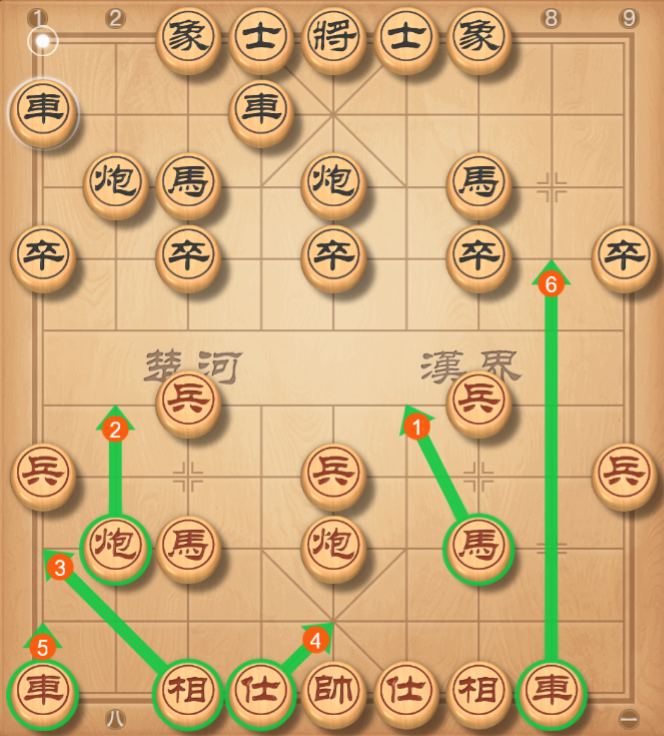 1 2 8 9
象 士 將 士 象
車 車
炮 馬 炮 馬
卒 卒 卒 卒 卒
6
楚河 漢界
兵 兵
2 1
兵 兵 兵
炮 馬 炮 馬
3
5 4
車 相 仕 帥 仕 相 車
八 一